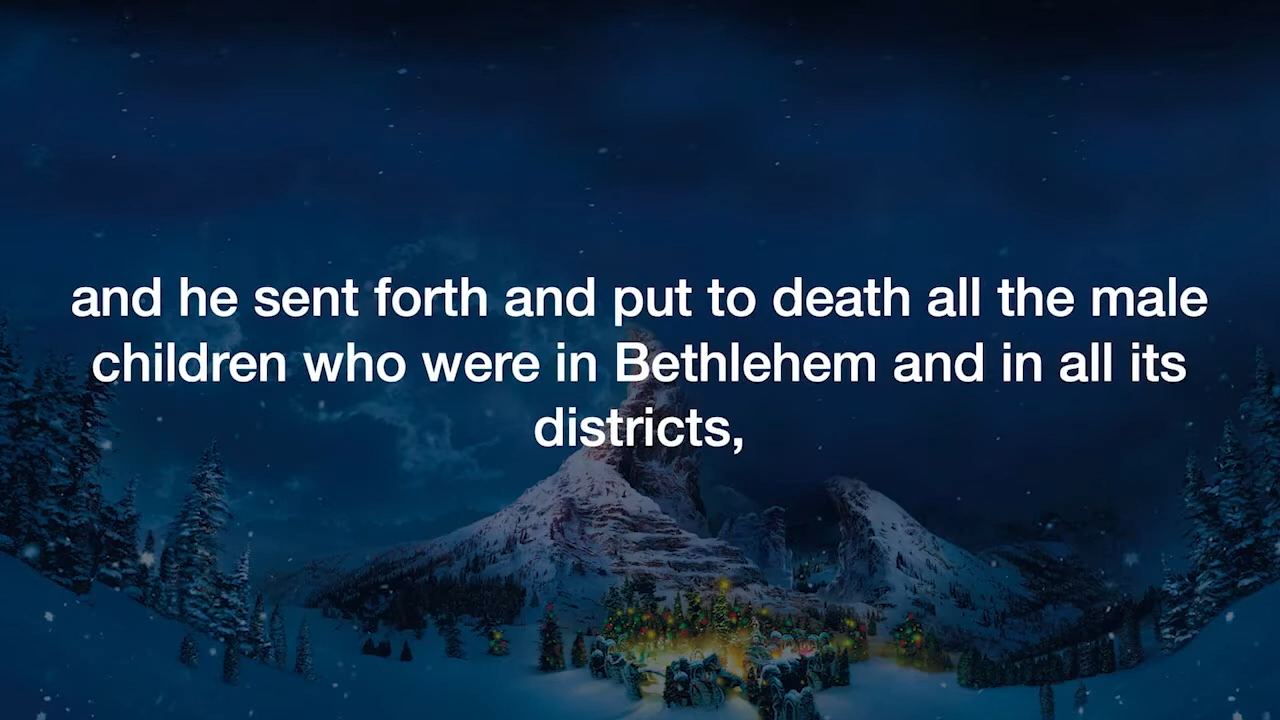 and he sent forth and put to death all the male
children who were in Bethlehem and in all its
districts,